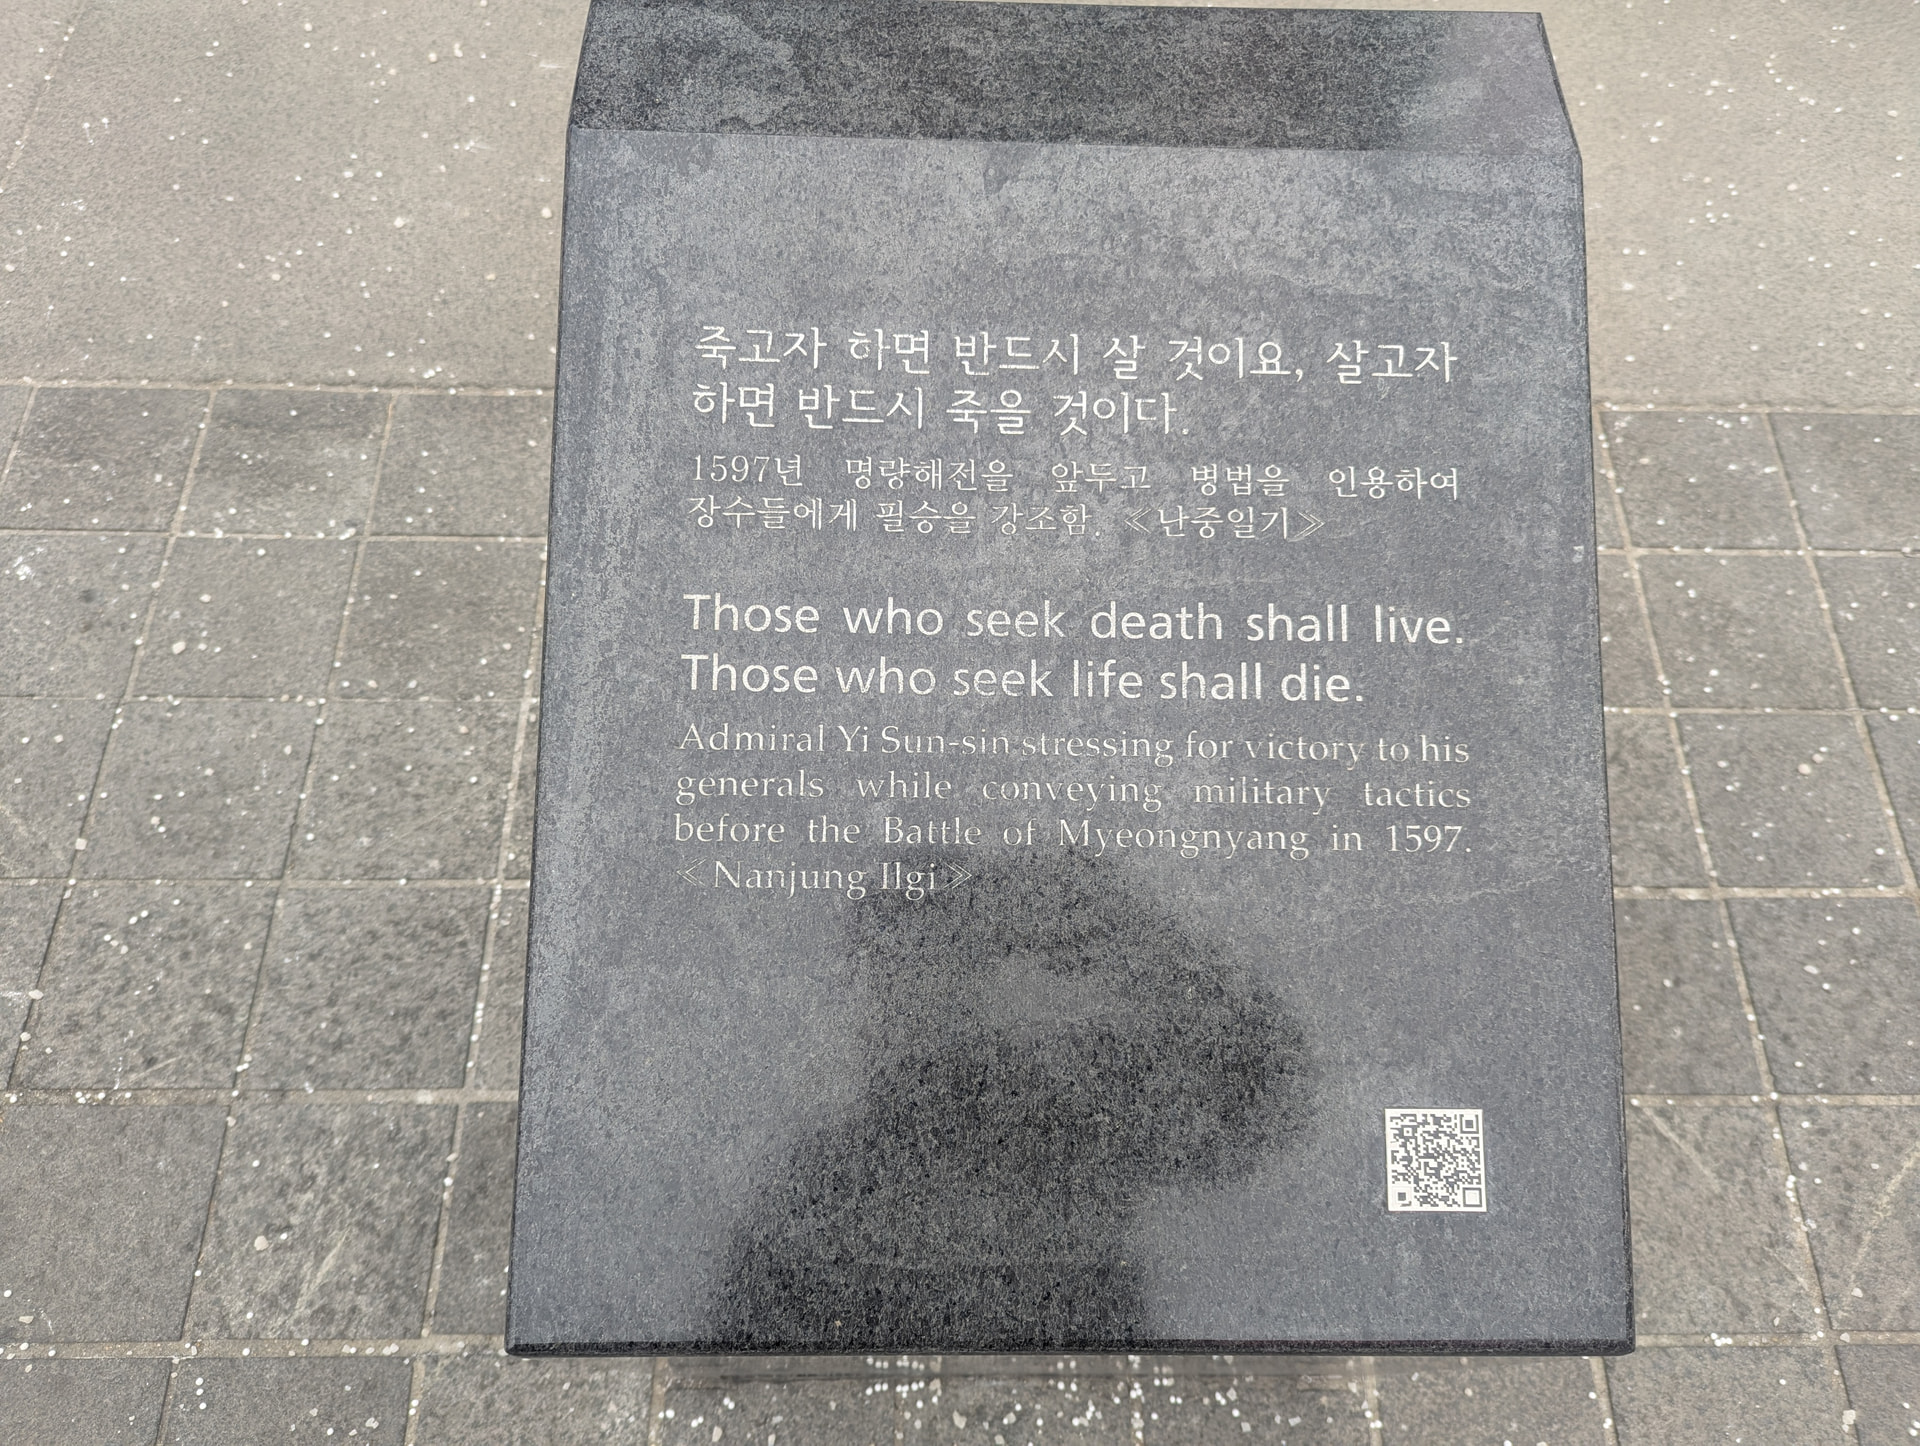 죽고자 하면 반드시 살 것이요, 살고자
하면 반드시 죽을 것이다.
1597년 명량해전을 앞두고 병법을 인용하여
장수들에게 필승을 강조함. ≪난중일기≫
Those who seek death shall live.
Those who seek life shall die.
Admiral Yi Sun-sin stressing for victory to his
generals while conveying military tactics
before the Battle of Myeongnyang in 1597.
≪Nanjung Ilgi≫